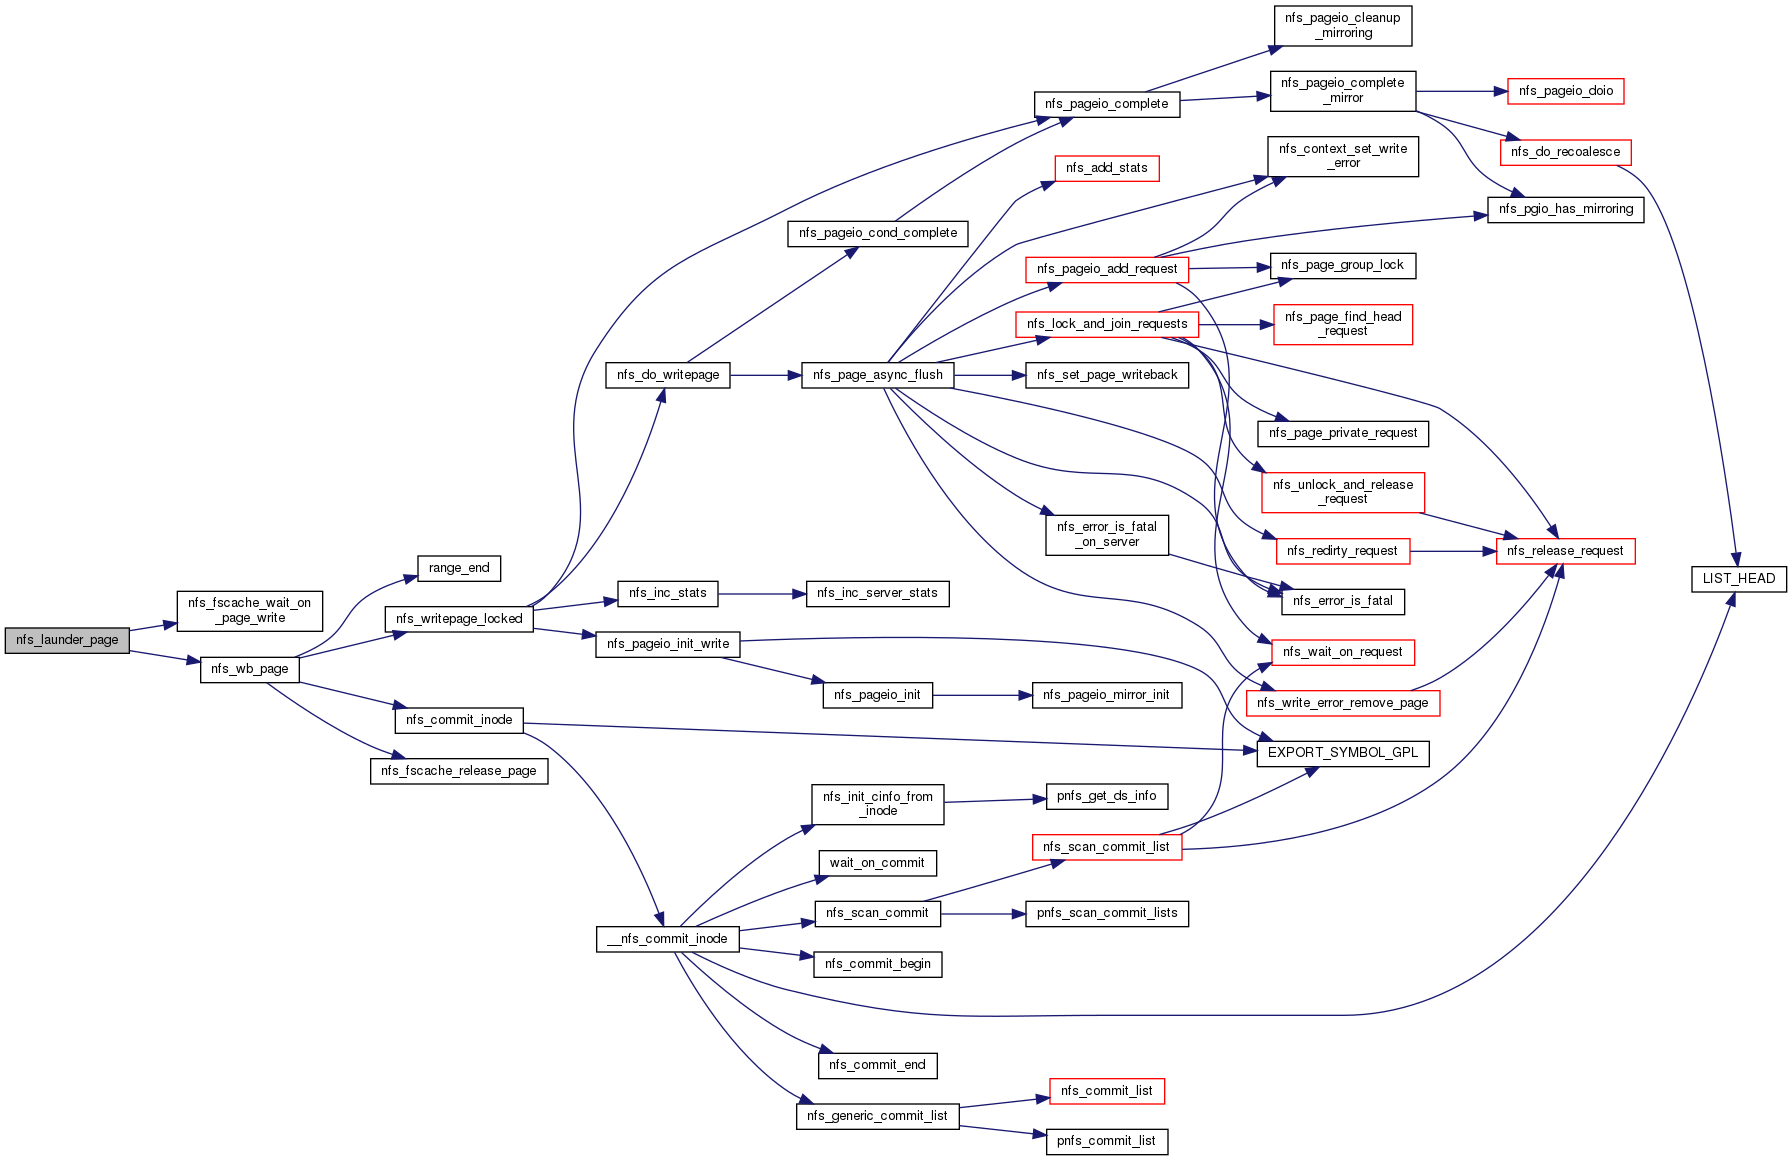 nfs_launder_page
nfs_fscache_wait_on
_page_write
nfs_wb_page
range_end
nfs_writepage_locked
nfs_commit_inode
nfs_fscache_release_page
nfs_do_writepage
nfs_inc_stats
nfs_pageio_init_write
__nfs_commit_inode
nfs_pageio_cond_complete
nfs_page_async_flush
nfs_inc_server_stats
nfs_pageio_init
nfs_init_cinfo_from
_inode
wait_on_commit
nfs_scan_commit
nfs_commit_begin
nfs_commit_end
nfs_generic_commit_list
nfs_pageio_complete
nfs_add_stats
nfs_pageio_add_request
nfs_lock_and_join_requests
nfs_set_page_writeback
nfs_error_is_fatal
_on_server
nfs_pageio_mirror_init
pnfs_get_ds_info
nfs_scan_commit_list
pnfs_scan_commit_lists
nfs_commit_list
pnfs_commit_list
nfs_pageio_cleanup
_mirroring
nfs_pageio_complete
_mirror
nfs_context_set_write
_error
nfs_page_group_lock
nfs_page_find_head
_request
nfs_page_private_request
nfs_unlock_and_release
_request
nfs_redirty_request
nfs_error_is_fatal
nfs_wait_on_request
nfs_write_error_remove_page
EXPORT_SYMBOL_GPL
nfs_pageio_doio
nfs_do_recoalesce
nfs_pgio_has_mirroring
nfs_release_request
LIST_HEAD